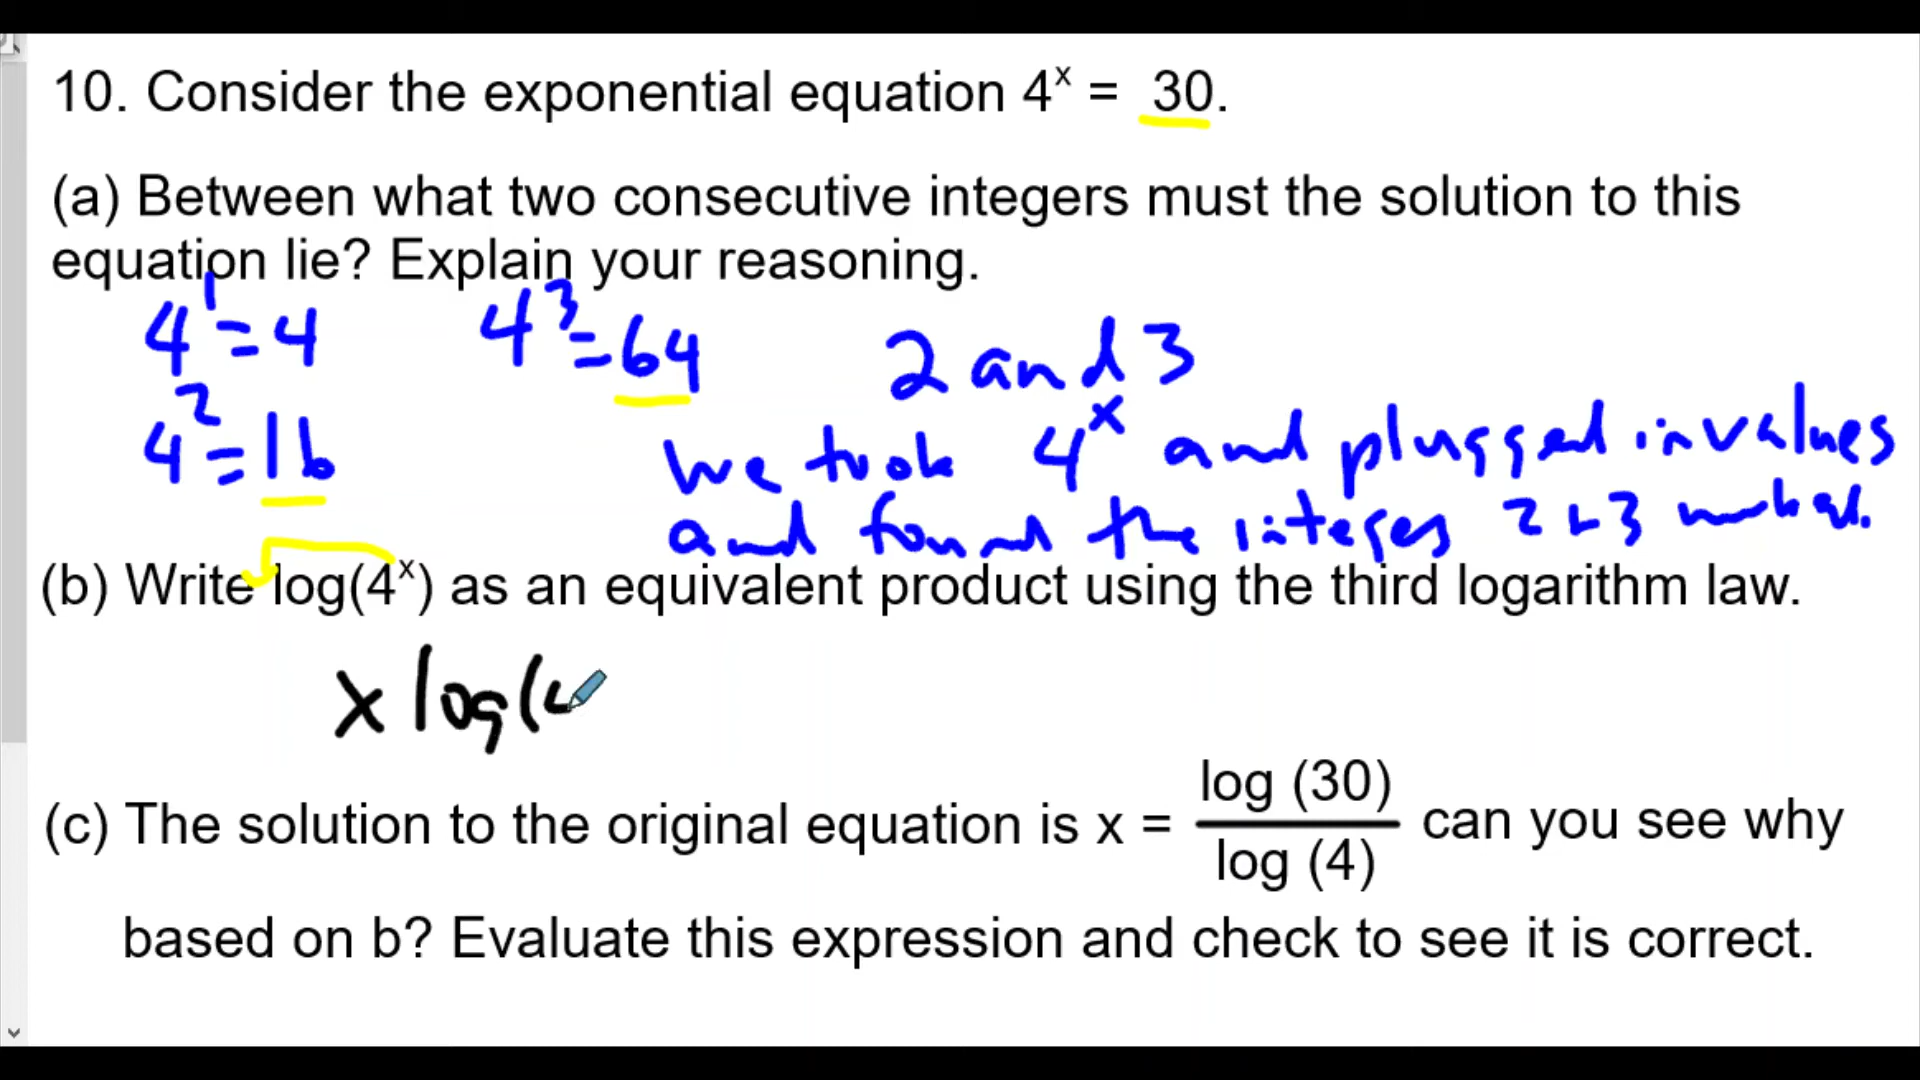 10. Consider the exponential equation 4ˣ = 30.
(a) Between what two consecutive integers must the solution to this
equation lie? Explain your reasoning.
4¹=4 4³=64 2 and 3
4²=16 we took 4ˣ and plugged in values
and found the integers 2 + 3
(b) Write log(4ˣ) as an equivalent product using the third logarithm law.
x log(4
(c) The solution to the original equation is x = log (30) / log (4) can you see why
based on b? Evaluate this expression and check to see it is correct.